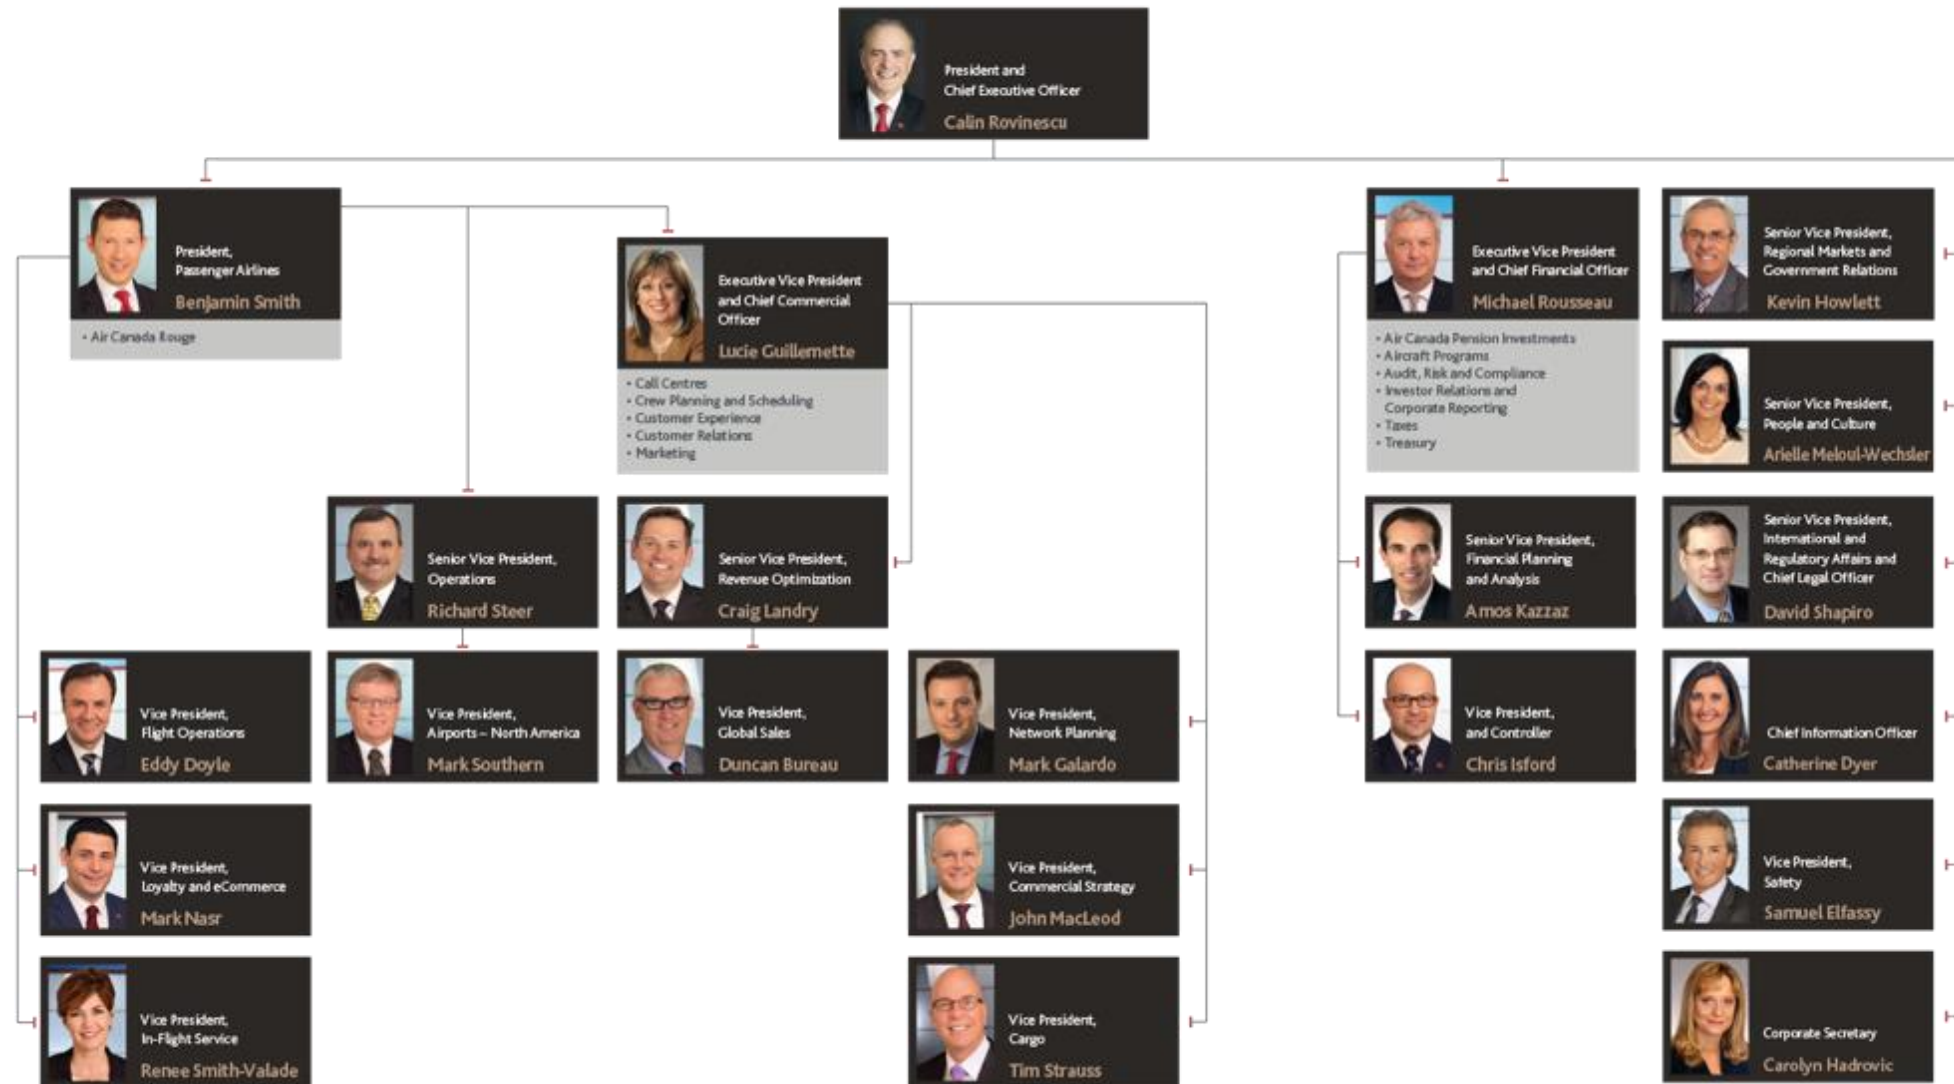 President and
Chief Executive Officer
Calin Rovinescu
President,
Passenger Airlines
Benjamin Smith
• Air Canada Rouge
Executive Vice President
and Chief Commercial
Officer
Lucie Guillemette
• Call Centres
• Crew Planning and Scheduling
• Customer Experience
• Customer Relations
• Marketing
Executive Vice President
and Chief Financial Officer
Michael Rousseau
• Air Canada Pension Investments
• Aircraft Programs
• Audit, Risk and Compliance
• Investor Relations and
Corporate Reporting
• Taxes
• Treasury
Senior Vice President,
Regional Markets and
Government Relations
Kevin Howlett
Senior Vice President,
People and Culture
Arielle Meloul-Wechsler
Senior Vice President,
Operations
Richard Steer
Senior Vice President,
Revenue Optimization
Craig Landry
Senior Vice President,
Financial Planning
and Analysis
Amos Kazzaz
Senior Vice President,
International and
Regulatory Affairs and
Chief Legal Officer
David Shapiro
Vice President,
Flight Operations
Eddy Doyle
Vice President,
Airports – North America
Mark Southern
Vice President,
Global Sales
Duncan Bureau
Vice President,
Network Planning
Mark Galardo
Vice President,
and Controller
Chris Isford
Chief Information Officer
Catherine Dyer
Vice President,
Loyalty and eCommerce
Mark Nasr
Vice President,
Commercial Strategy
John MacLeod
Vice President,
Safety
Samuel Elfassy
Vice President,
In-Flight Service
Renee Smith-Valade
Vice President,
Cargo
Tim Strauss
Corporate Secretary
Carolyn Hadrovic